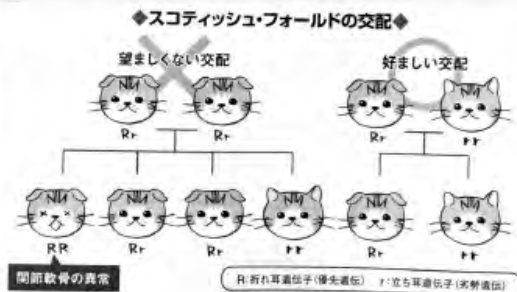 ◆スコティッシュ・フォールドの交配◆
望ましくない交配
好ましい交配
Rr
Rr
Rr
rr
RR
Rr
Rr
rr
Rr
rr
関節軟骨の異常
R:折れ耳遺伝子(優先遺伝) r:立ち耳遺伝子(劣勢遺伝)